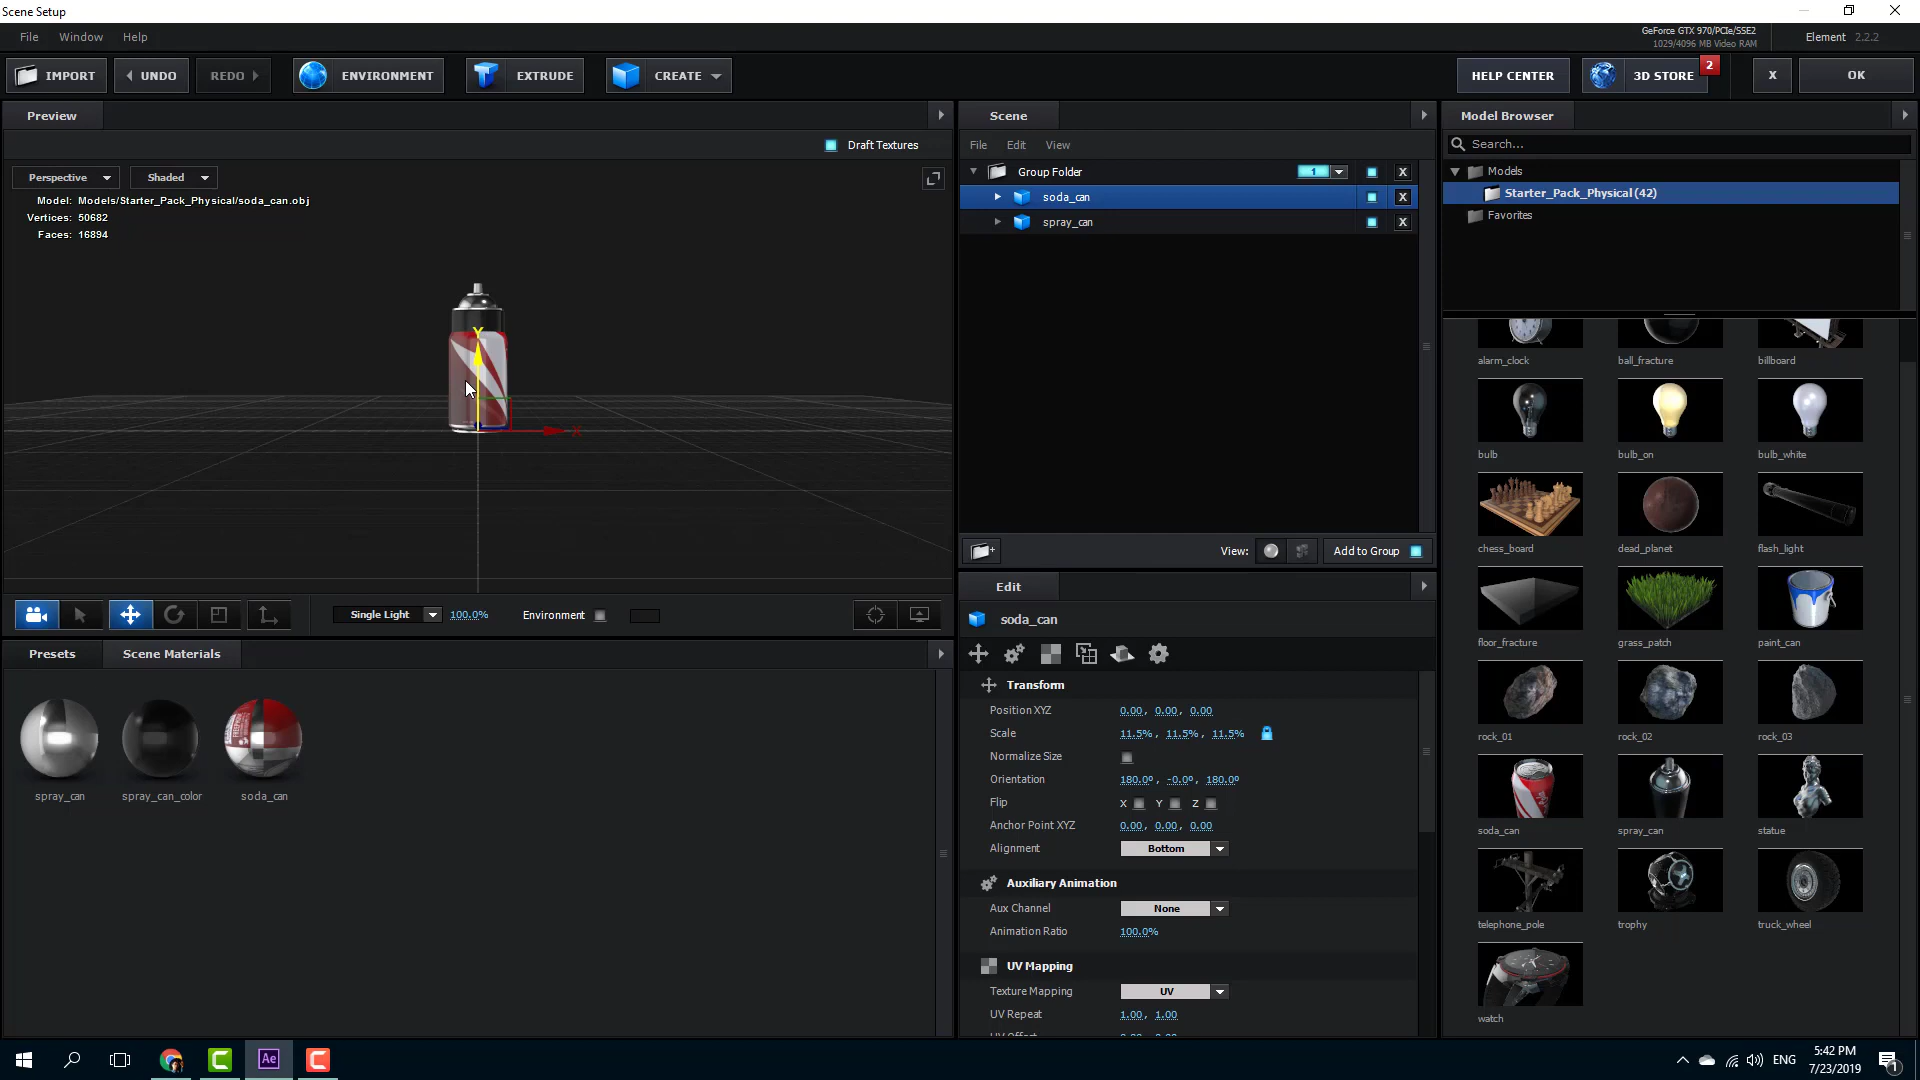 Scene Setup
File Window Help
GeForce GTX 970/PCIe/SSE2
1029/4096 MB Video RAM
Element 2.2.2
IMPORT UNDO REDO ENVIRONMENT EXTRUDE CREATE HELP CENTER 3D STORE 2 X OK
Preview
Draft Textures
Perspective Shaded
Model: Models/Starter_Pack_Physical/soda_can.obj
Vertices: 50682
Faces: 16894
Y
X
Single Light 100.0% Environment
Presets Scene Materials
spray_can spray_can_color soda_can
Scene
File Edit View
Group Folder 1 X
soda_can X
spray_can X
View: Add to Group
Edit
soda_can
Transform
Position XYZ 0.00, 0.00, 0.00
Scale 11.5%, 11.5%, 11.5%
Normalize Size
Orientation 180.0º, -0.0º, 180.0º
Flip X Y Z
Anchor Point XYZ 0.00, 0.00, 0.00
Alignment Bottom
Auxiliary Animation
Aux Channel None
Animation Ratio 100.0%
UV Mapping
Texture Mapping UV
UV Repeat 1.00, 1.00
Model Browser
Search...
Models
Starter_Pack_Physical (42)
Favorites
alarm_clock ball_fracture billboard
bulb bulb_on bulb_white
chess_board dead_planet flash_light
floor_fracture grass_patch paint_can
rock_01 rock_02 rock_03
soda_can spray_can statue
telephone_pole trophy truck_wheel
watch
Ae
ENG
5:42 PM
7/23/2019
1